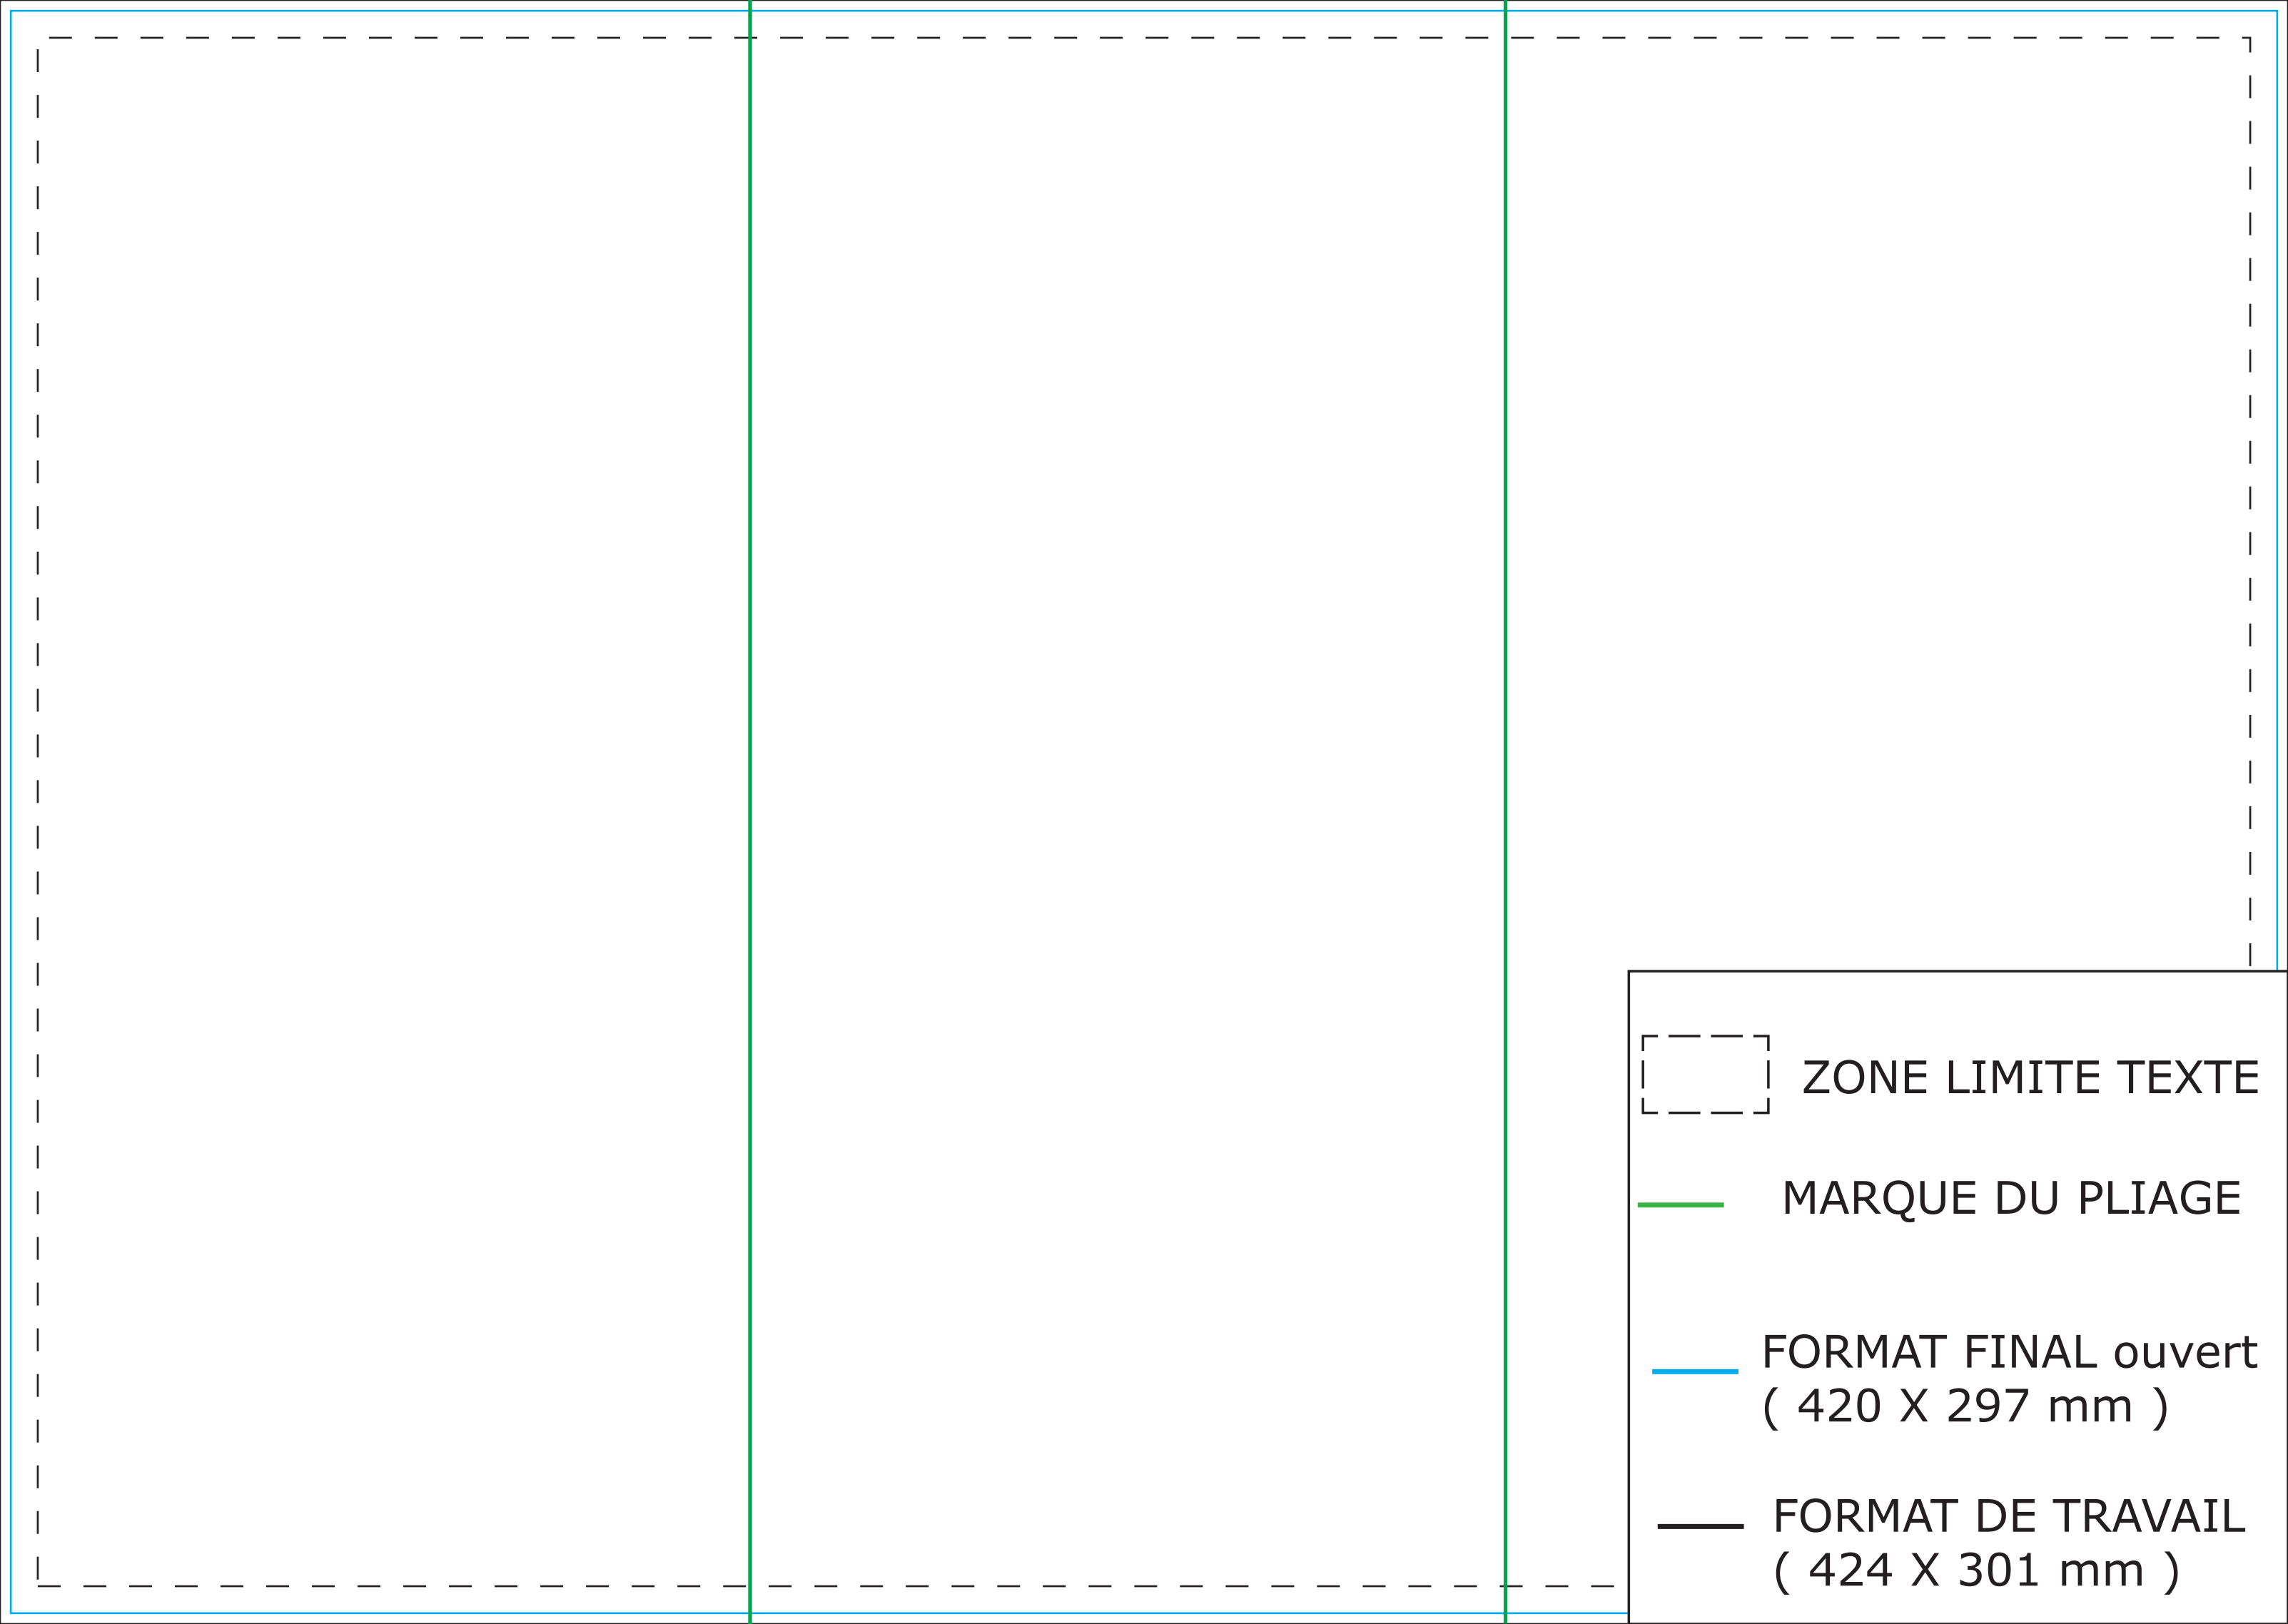 ZONE LIMITE TEXTE
MARQUE DU PLIAGE
FORMAT FINAL ouvert
( 420 X 297 mm )
FORMAT DE TRAVAIL
( 424 X 301 mm )